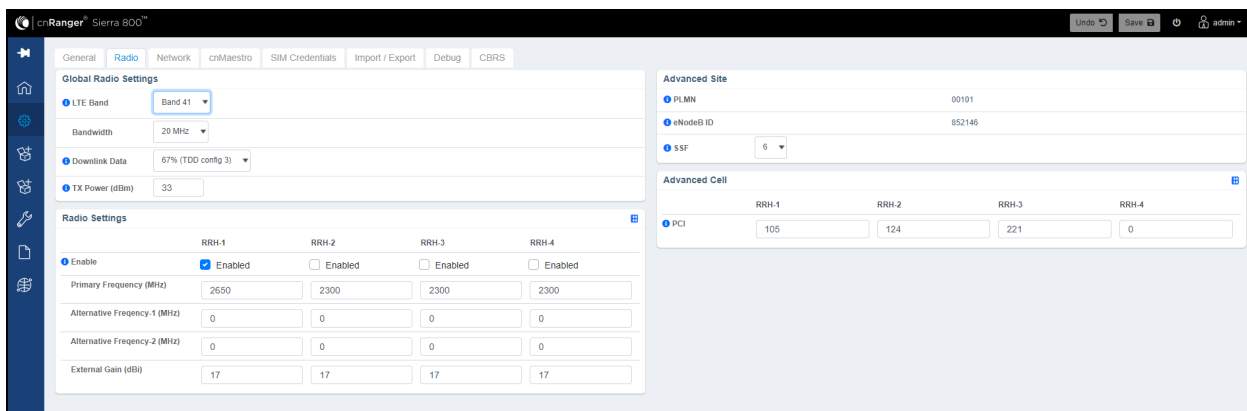 cnRanger® Sierra 800™
Undo Save admin
General Radio Network cnMaestro SIM Credentials Import / Export Debug CBRS
Global Radio Settings
LTE Band Band 41
Bandwidth 20 MHz
Downlink Data 67% (TDD config 3)
TX Power (dBm) 33
Radio Settings
RRH-1 RRH-2 RRH-3 RRH-4
Enable Enabled Enabled Enabled Enabled
Primary Frequency (MHz) 2650 2300 2300 2300
Alternative Freqency-1 (MHz) 0 0 0 0
Alternative Freqency-2 (MHz) 0 0 0 0
External Gain (dBi) 17 17 17 17
Advanced Site
PLMN 00101
eNodeB ID 852146
SSF 6
Advanced Cell
RRH-1 RRH-2 RRH-3 RRH-4
PCI 105 124 221 0